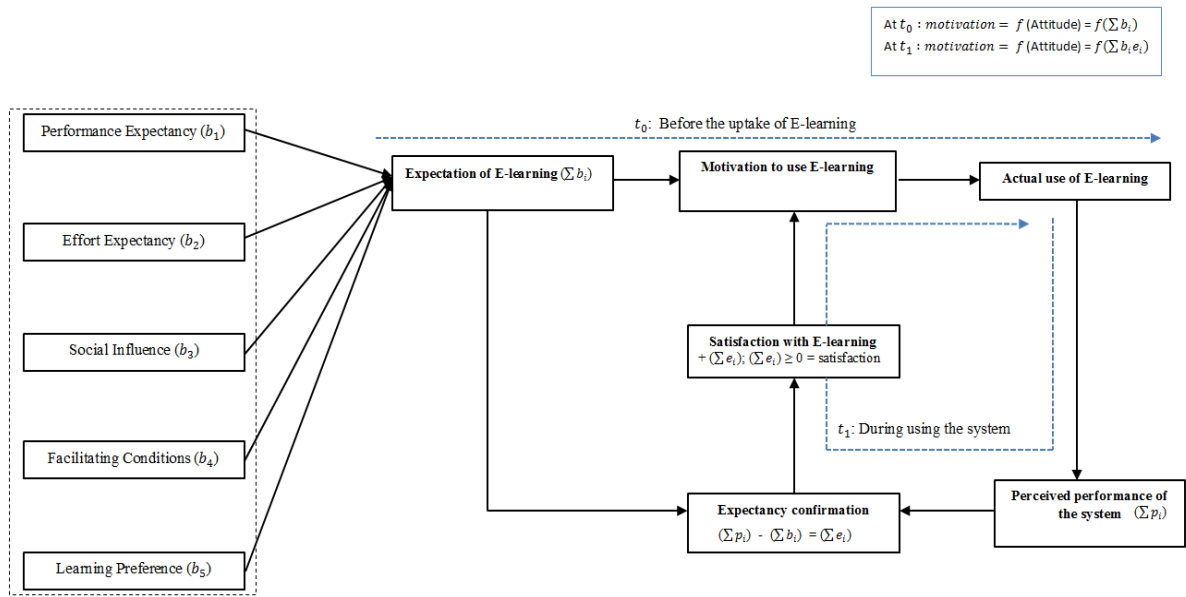 At t₀ : motivation = f (Attitude) = f(∑ bᵢ)
At t₁ : motivation = f (Attitude) = f(∑ bᵢeᵢ)
t₀: Before the uptake of E-learning
Performance Expectancy (b₁)
Expectation of E-learning (∑ bᵢ)
Motivation to use E-learning
Actual use of E-learning
Effort Expectancy (b₂)
Social Influence (b₃)
Satisfaction with E-learning
+ (∑ eᵢ); (∑ eᵢ) ≥ 0 = satisfaction
t₁: During using the system
Facilitating Conditions (b₄)
Expectancy confirmation
(∑ pᵢ) - (∑ bᵢ) = (∑ eᵢ)
Perceived performance of
the system (∑ pᵢ)
Learning Preference (b₅)